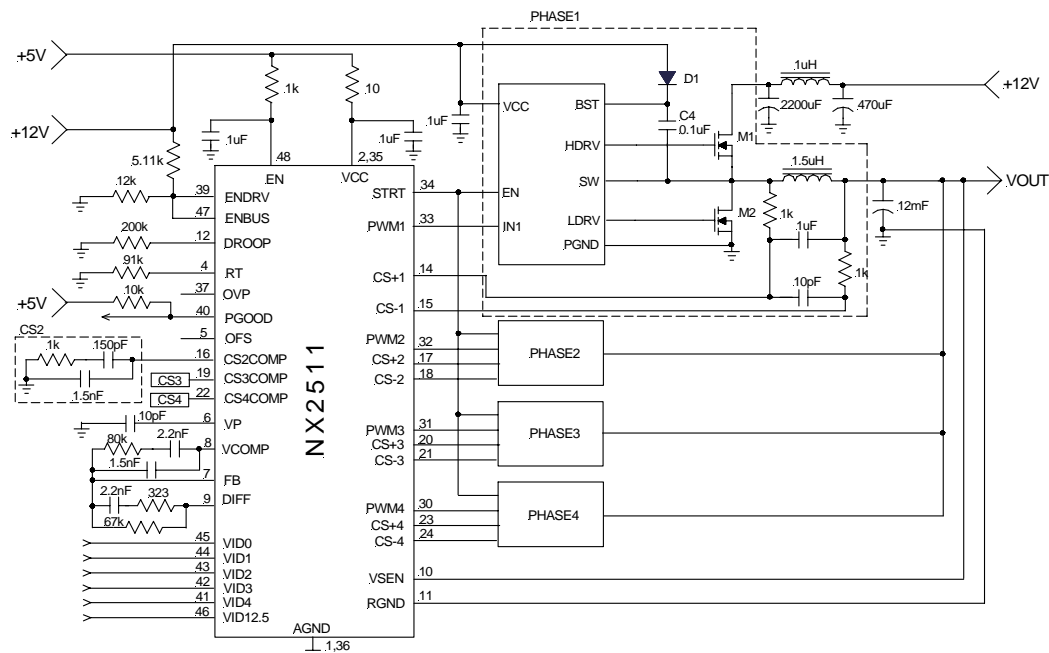 PHASE1
+5V
.1uH
.1k
.10
D1
+12V
VCC
BST
2200uF
.470uF
C4
0.1uF
+12V
.1uF
.1uF
.1uF
M1
HDRV
5.11k
48
2,35
1.5uH
EN
VCC
.12k
39
ENDRV
STRT
34
EN
SW
VOUT
47
ENBUS
M2
.12mF
200k
.12
DROOP
PWM1
33
IN1
LDRV
.1k
.1uF
PGND
91k
.4
RT
CS+1
.14
.10k
.37
OVP
.10pF
.1k
+5V
40
PGOOD
CS-1
.15
.CS2
.5
OFS
PWM2
32
PHASE2
.1k
.150pF
.16
CS2COMP
CS+2
.17
CS3
.19
CS3COMP
CS-2
.18
.1.5nF
CS4
22
CS4COMP
NX2511
.10pF
.6
VP
PWM3
31
PHASE3
80k
2.2nF
.8
VCOMP
CS+3
20
CS-3
21
.1.5nF
.7
FB
2.2nF
.323
.9
DIFF
PWM4
30
PHASE4
CS+4
23
.67k
CS-4
24
.45
VID0
.44
VID1
.43
VID2
VSEN
.10
.42
VID3
.41
VID4
RGND
.11
.46
VID12.5
AGND
.1,36